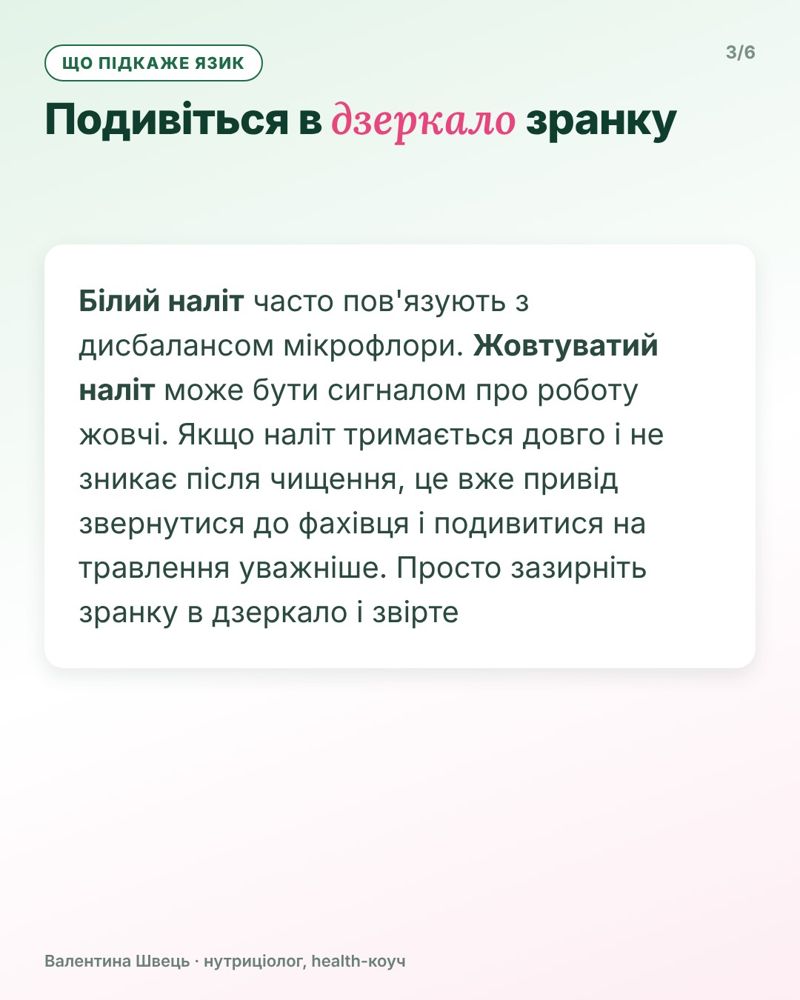 ЩО ПІДКАЖЕ ЯЗИК
3/6
Подивіться в дзеркало зранку
Білий наліт часто пов'язують з
дисбалансом мікрофлори. Жовтуватий
наліт може бути сигналом про роботу
жовчі. Якщо наліт тримається довго і не
зникає після чищення, це вже привід
звернутися до фахівця і подивитися на
травлення уважніше. Просто зазирніть
зранку в дзеркало і звірте
Валентина Швець · нутриціолог, health-коуч